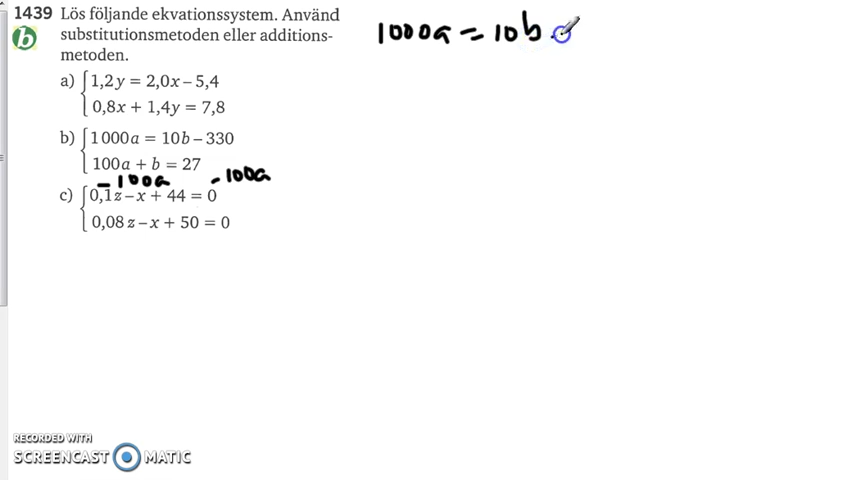 1439 Lös följande ekvationssystem. Använd
b substitutionsmetoden eller additions-
metoden.
a) 1,2y = 2,0x – 5,4
0,8x + 1,4y = 7,8
b) 1 000a = 10b – 330
100a + b = 27
– 100a - 100a
c) 0,1z – x + 44 = 0
0,08z – x + 50 = 0
1000a = 10b
RECORDED WITH
SCREENCAST MATIC